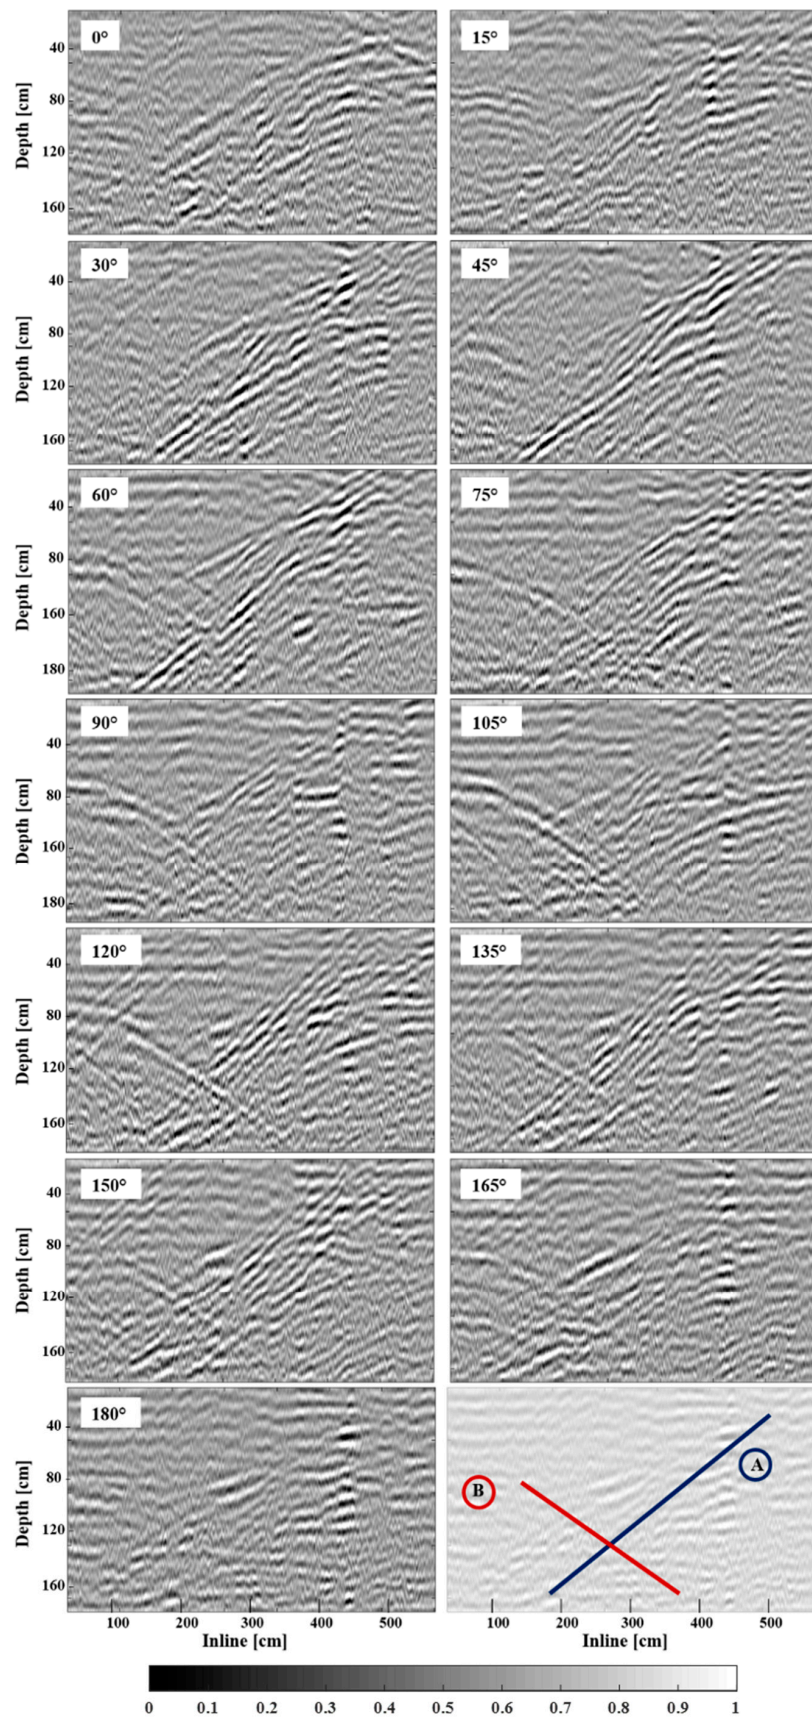 0° 15°
Depth [cm] 40 80 120 160
30° 45°
Depth [cm] 40 80 120 160
60° 75°
Depth [cm] 40 80 160 180
90° 105°
Depth [cm] 40 80 160 180
120° 135°
Depth [cm] 40 80 120 160
150° 165°
Depth [cm] 40 80 120 160
180° A B
Depth [cm] 40 80 120 160
100 200 300 400 500 100 200 300 400 500
Inline [cm] Inline [cm]
0 0.1 0.2 0.3 0.4 0.5 0.6 0.7 0.8 0.9 1